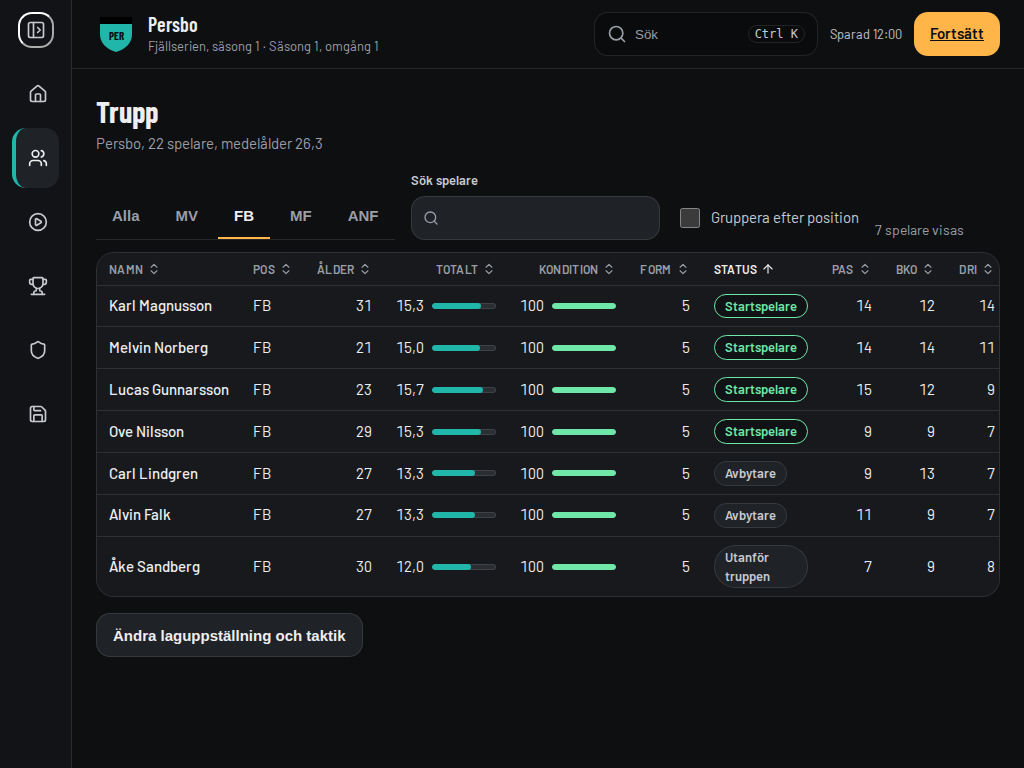 PER
Persbo
Fjällserien, säsong 1 · Säsong 1, omgång 1
Sök
Ctrl K
Sparad 12:00
Fortsätt
Trupp
Persbo, 22 spelare, medelålder 26,3
Alla MV FB MF ANF
Sök spelare
Gruppera efter position
7 spelare visas
NAMN POS ÅLDER TOTALT KONDITION FORM STATUS PAS BKO DRI
Karl Magnusson FB 31 15,3 100 5 Startspelare 14 12 14
Melvin Norberg FB 21 15,0 100 5 Startspelare 14 14 11
Lucas Gunnarsson FB 23 15,7 100 5 Startspelare 15 12 9
Ove Nilsson FB 29 15,3 100 5 Startspelare 9 9 7
Carl Lindgren FB 27 13,3 100 5 Avbytare 9 13 7
Alvin Falk FB 27 13,3 100 5 Avbytare 11 9 7
Åke Sandberg FB 30 12,0 100 5 Utanför truppen 7 9 8
Ändra laguppställning och taktik